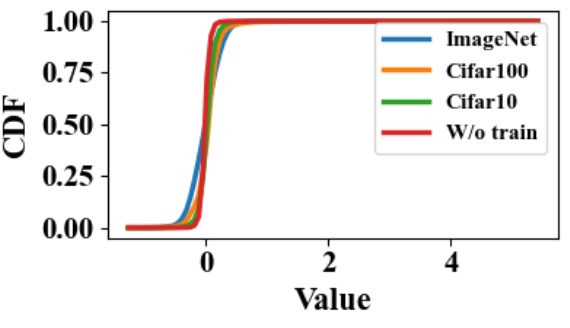 1.00
0.75
0.50
0.25
0.00
CDF
ImageNet
Cifar100
Cifar10
W/o train
0 2 4
Value